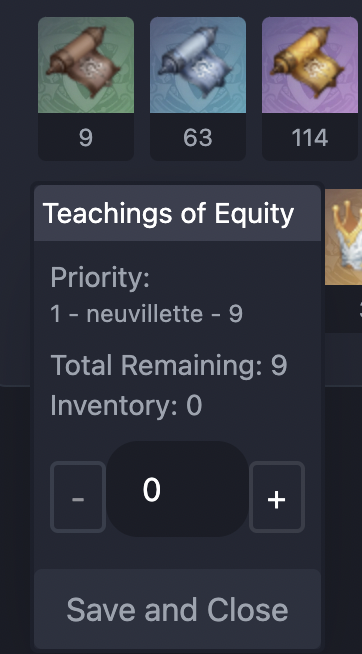 9 63 114
Teachings of Equity
Priority:
1 - neuvillette - 9
Total Remaining: 9
Inventory: 0
- 0 +
Save and Close